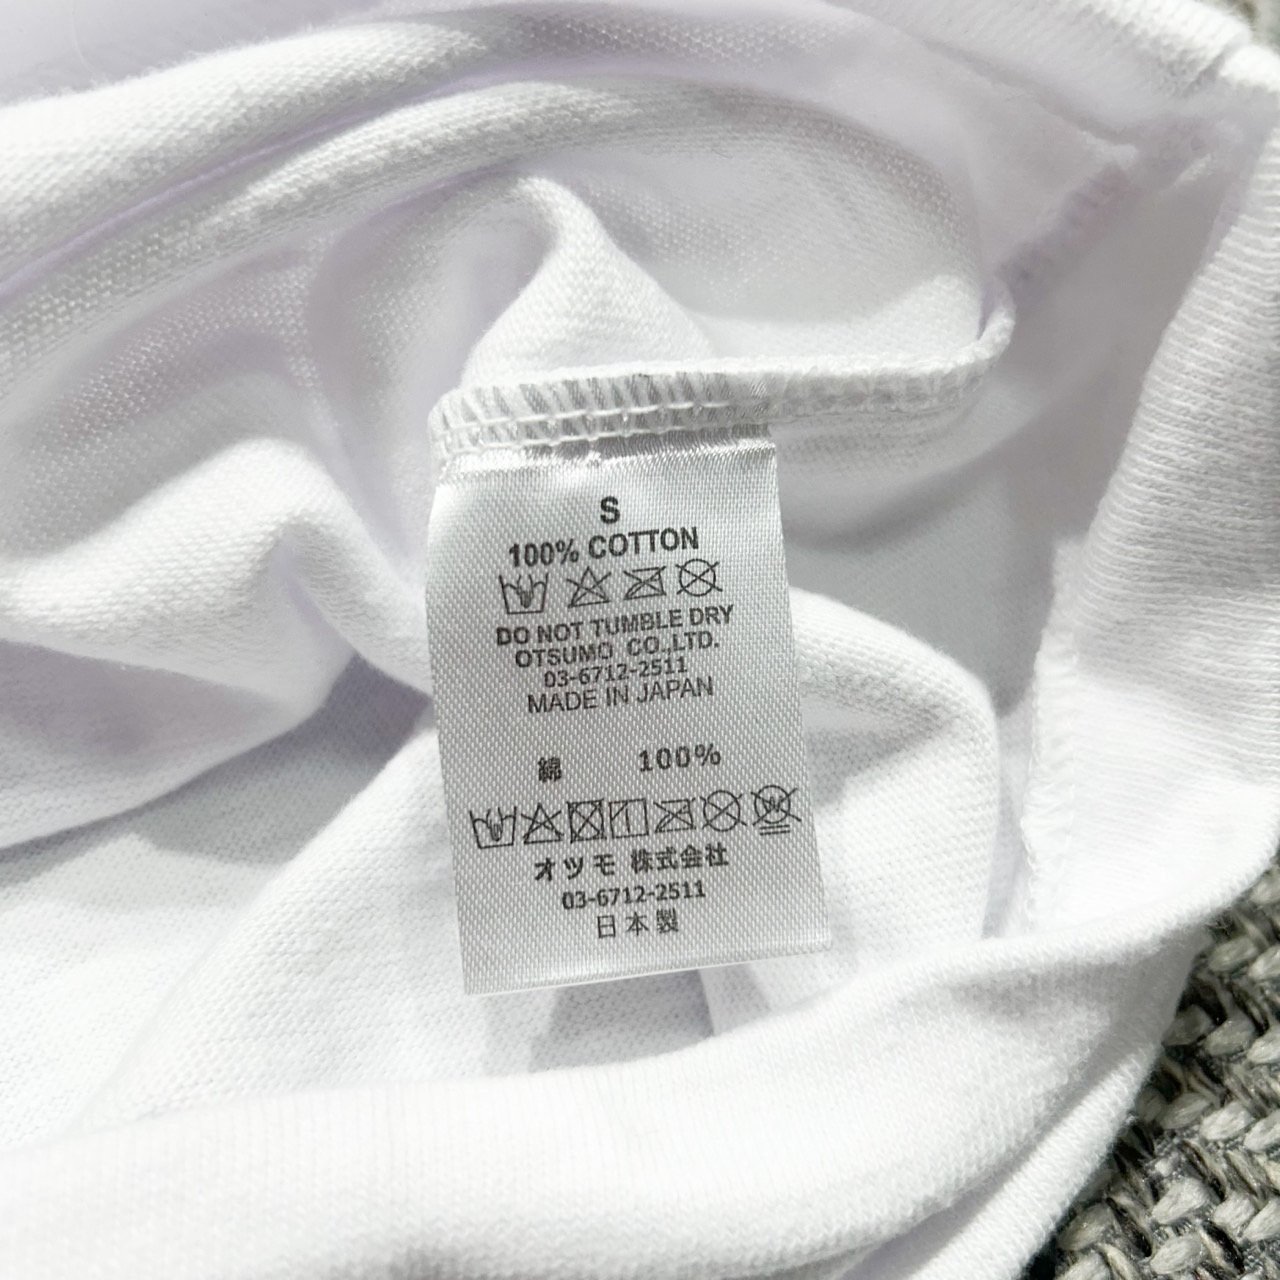 S
100% COTTON
DO NOT TUMBLE DRY
OTSUMO CO.,LTD.
03-6712-2511
MADE IN JAPAN
綿 100%
W
オツモ 株式会社
03-6712-2511
日本製